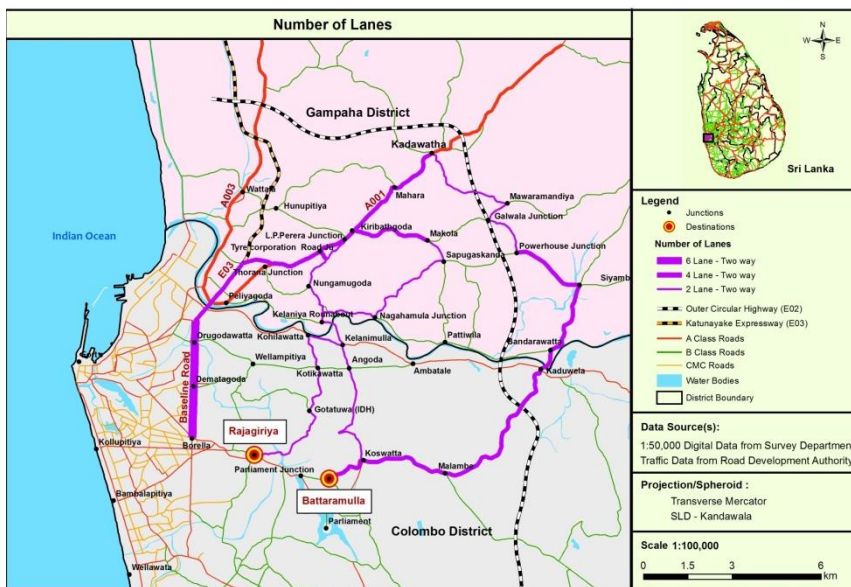 Number of Lanes
N
W
E
S
Sri Lanka
Gampaha District
Kadawatha
A003
Wattala
Mahara
A001
Mawaramandiya
Hunupitiya
Galwala Junction
Indian Ocean
L.P.Perera Junction
Kiribathgoda
Makola
Tyre corporation Road Jn
Powerhouse Junction
Sapugaskanda
E03
Thorana Junction
Siyamb
Nungamugoda
Peliyagoda
Kelaniya Roundabout
Nagahamula Junction
Kohilawatta
Pattiwila
Orugodawatta
Kelanimulla
Bandarawatta
Wellampitiya
Angoda
Kotikawatta
Ambatale
Kaduwela
Baseline Road
Dematagoda
Gotatuwa (IDH)
Rajagiriya
Kollupitiya
Borella
Koswatta
Parliament Junction
Malambe
Battaramulla
Bambalapitiya
Parliament
Colombo District
Wellawata
Legend
Junctions
Destinations
Number of Lanes
6 Lane - Two way
4 Lane - Two way
2 Lane - Two way
Outer Circular Highway (E02)
Katunayake Expressway (E03)
A Class Roads
B Class Roads
CMC Roads
Water Bodies
District Boundary
Data Source(s):
1:50,000 Digital Data from Survey Department
Traffic Data from Road Development Authority
Projection/Spheroid :
Transverse Mercator
SLD - Kandawala
Scale 1:100,000
0 1.5 3 6
km